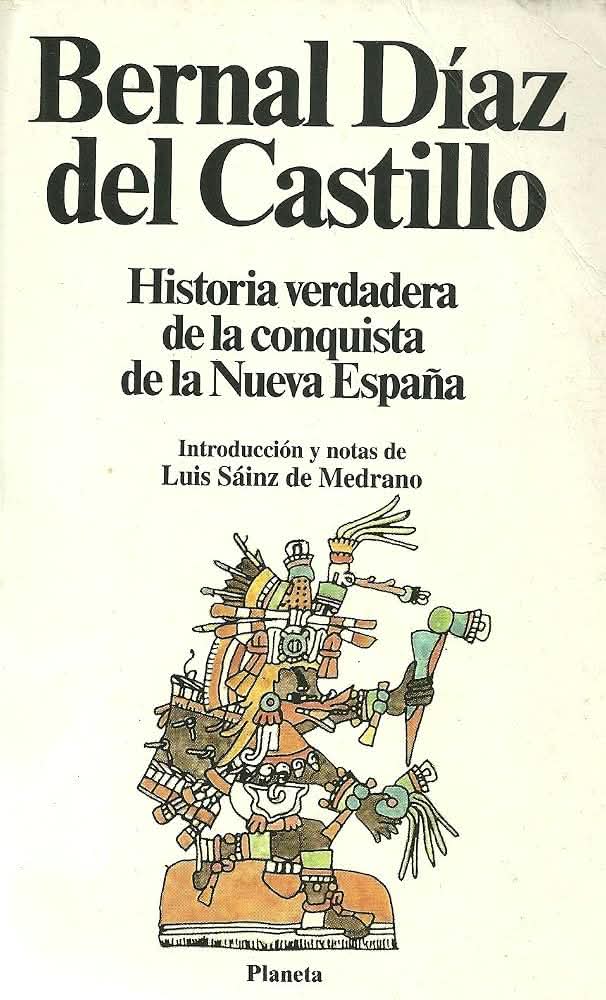 Bernal Díaz
del Castillo
Historia verdadera
de la conquista
de la Nueva España
Introducción y notas de
Luis Sáinz de Medrano
Planeta